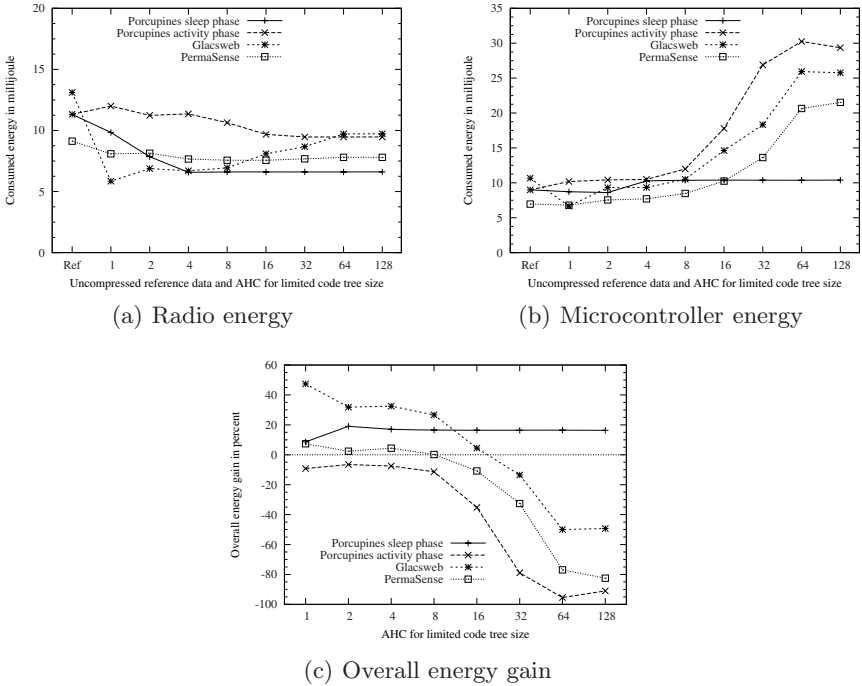 Consumed energy in millijoule
20
15
10
5
0
Porcupines sleep phase
Porcupines activity phase
Glacsweb
PermaSense
Ref 1 2 4 8 16 32 64 128
Uncompressed reference data and AHC for limited code tree size
(a) Radio energy
Consumed energy in millijoule
35
30
25
20
15
10
5
0
Porcupines sleep phase
Porcupines activity phase
Glacsweb
PermaSense
Ref 1 2 4 8 16 32 64 128
Uncompressed reference data and AHC for limited code tree size
(b) Microcontroller energy
Overall energy gain in percent
60
40
20
0
-20
-40
-60
-80
-100
Porcupines sleep phase
Porcupines activity phase
Glacsweb
PermaSense
1 2 4 8 16 32 64 128
AHC for limited code tree size
(c) Overall energy gain